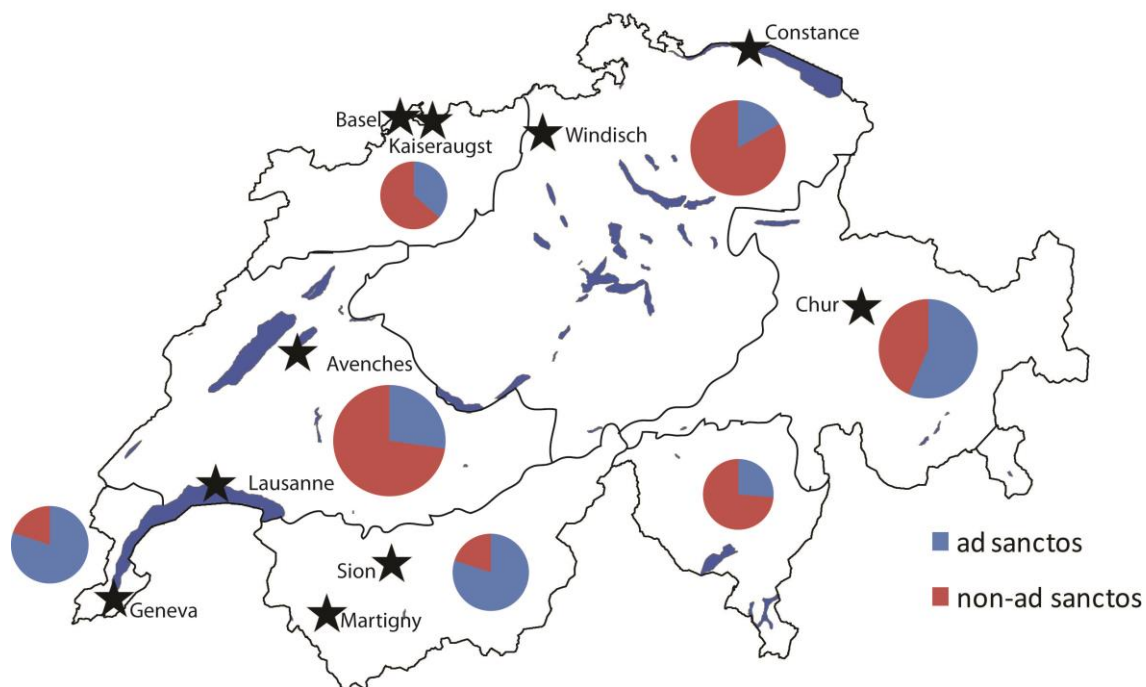 Constance
Basel
Kaiseraugst
Windisch
Chur
Avenches
Lausanne
Sion
Geneva
Martigny
ad sanctos
non-ad sanctos